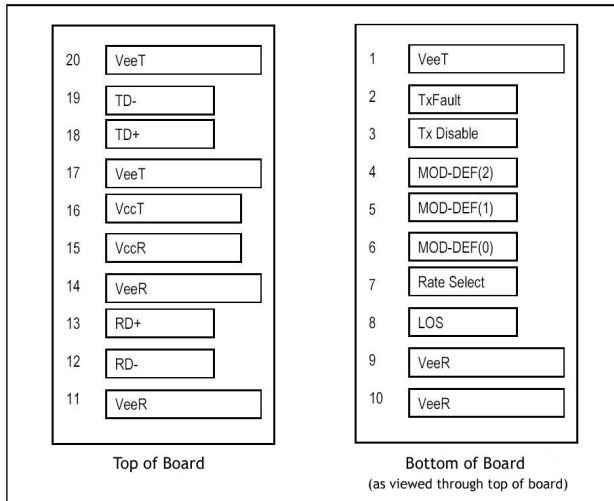 20 VeeT
19 TD-
18 TD+
17 VeeT
16 VccT
15 VccR
14 VeeR
13 RD+
12 RD-
11 VeeR
Top of Board
1 VeeT
2 TxFault
3 Tx Disable
4 MOD-DEF(2)
5 MOD-DEF(1)
6 MOD-DEF(0)
7 Rate Select
8 LOS
9 VeeR
10 VeeR
Bottom of Board
(as viewed through top of board)